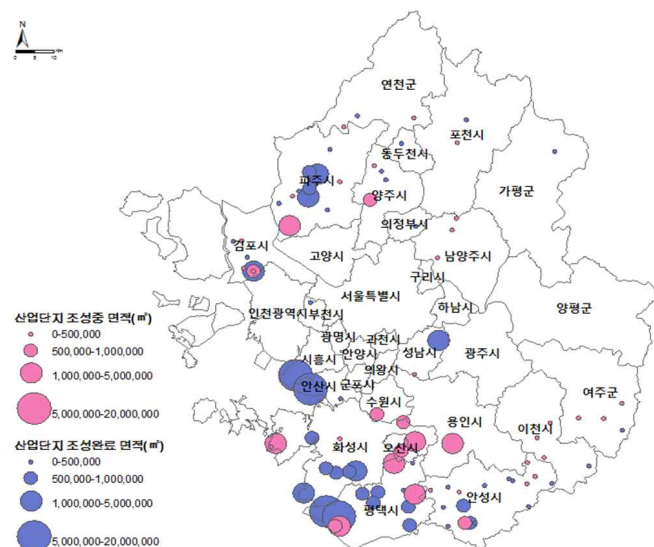 N
연천군
포천시
동두천시
파주시
양주시
가평군
의정부시
김포시
고양시
남양주시
구리시
서울특별시
양평군
인천광역시 부천시
하남시
광명시 과천시
안양시 성남시 광주시
시흥시 의왕시
안산시 군포시
여주군
수원시
용인시 이천시
화성시 오산시
안성시
평택시
산업단지 조성중 면적(㎡)
0-500,000
500,000-1,000,000
1,000,000-5,000,000
5,000,000-20,000,000
산업단지 조성완료 면적(㎡)
0-500,000
500,000-1,000,000
1,000,000-5,000,000
5,000,000-20,000,000